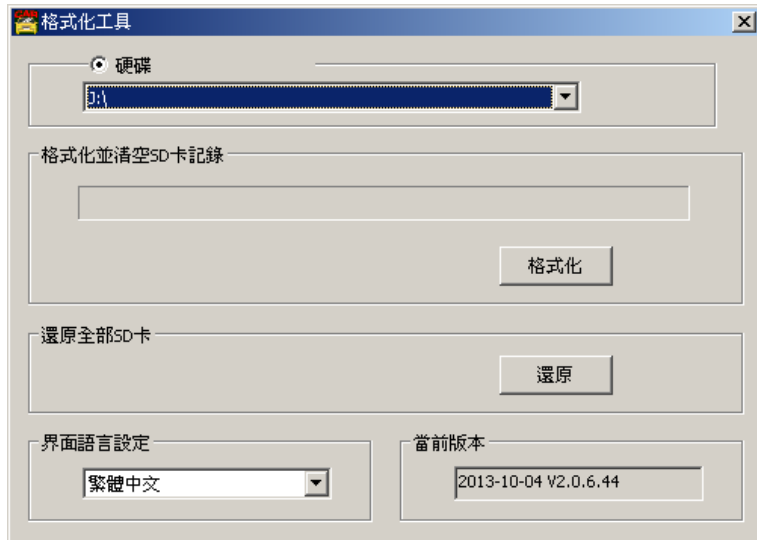 CAN
格式化工具
硬碟
J:\
格式化並清空SD卡記錄
格式化
還原全部SD卡
還原
界面語言設定
當前版本
繁體中文
2013-10-04 V2.0.6.44